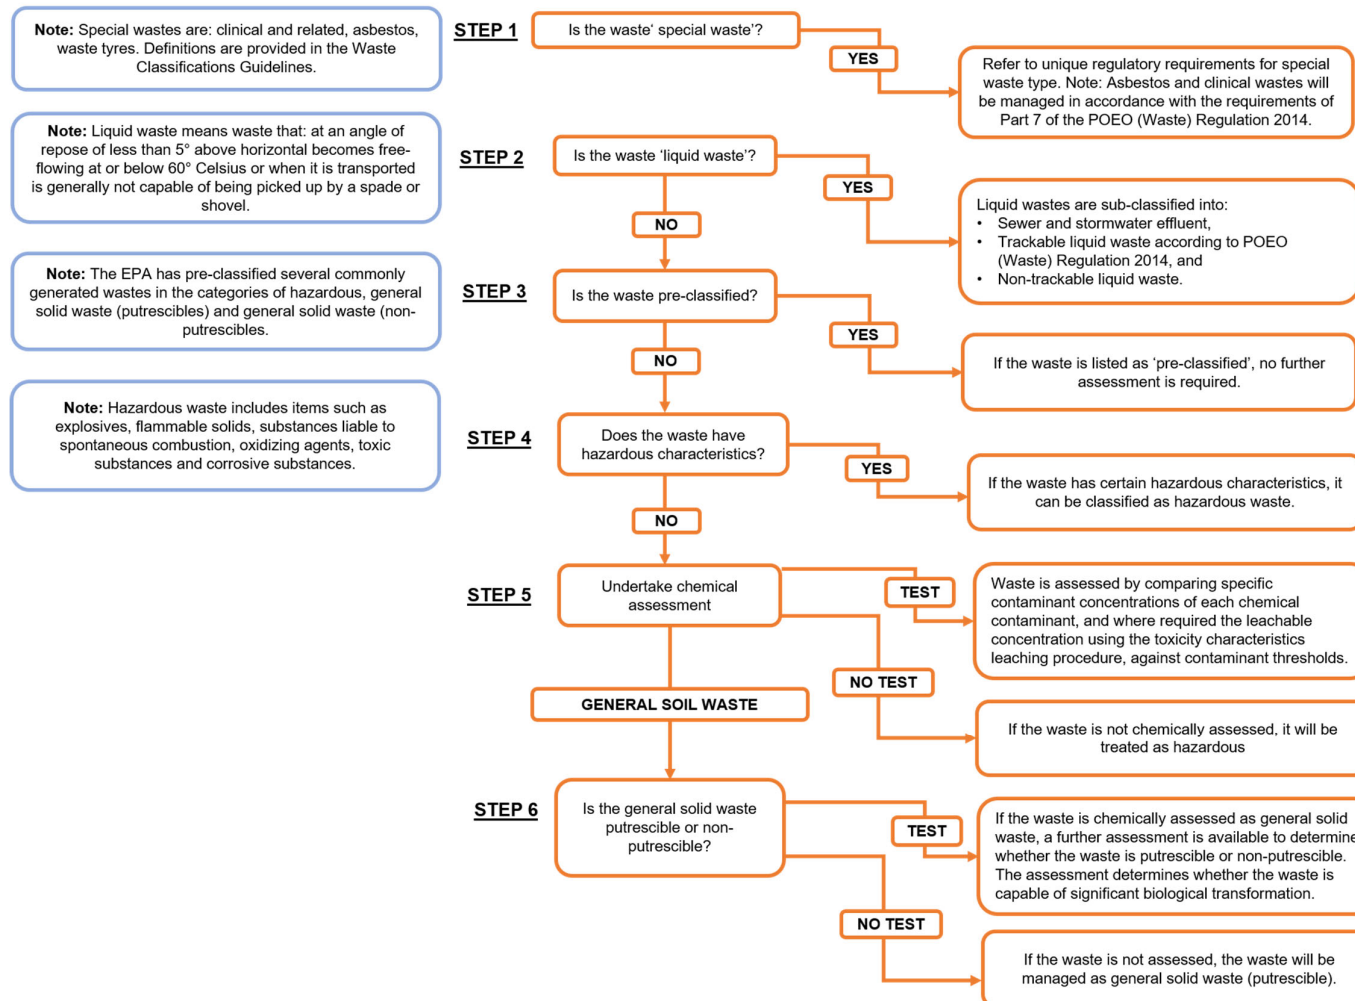 Note: Special wastes are: clinical and related, asbestos,
waste tyres. Definitions are provided in the Waste
Classifications Guidelines.
STEP 1
Is the waste‘ special waste’?
YES
Refer to unique regulatory requirements for special
waste type. Note: Asbestos and clinical wastes will
be managed in accordance with the requirements of
Part 7 of the POEO (Waste) Regulation 2014.
Note: Liquid waste means waste that: at an angle of
repose of less than 5° above horizontal becomes free-
flowing at or below 60° Celsius or when it is transported
is generally not capable of being picked up by a spade or
shovel.
STEP 2
Is the waste ‘liquid waste’?
YES
NO
Liquid wastes are sub-classified into:
• Sewer and stormwater effluent,
• Trackable liquid waste according to POEO
(Waste) Regulation 2014, and
• Non-trackable liquid waste.
Note: The EPA has pre-classified several commonly
generated wastes in the categories of hazardous, general
solid waste (putrescibles) and general solid waste (non-
putrescibles.
STEP 3
Is the waste pre-classified?
YES
NO
If the waste is listed as ‘pre-classified’, no further
assessment is required.
Note: Hazardous waste includes items such as
explosives, flammable solids, substances liable to
spontaneous combustion, oxidizing agents, toxic
substances and corrosive substances.
STEP 4
Does the waste have
hazardous characteristics?
YES
NO
If the waste has certain hazardous characteristics, it
can be classified as hazardous waste.
STEP 5
Undertake chemical
assessment
TEST
Waste is assessed by comparing specific
contaminant concentrations of each chemical
contaminant, and where required the leachable
concentration using the toxicity characteristics
leaching procedure, against contaminant thresholds.
NO TEST
GENERAL SOIL WASTE
If the waste is not chemically assessed, it will be
treated as hazardous
STEP 6
Is the general solid waste
putrescible or non-
putrescible?
TEST
If the waste is chemically assessed as general solid
waste, a further assessment is available to determine
whether the waste is putrescible or non-putrescible.
The assessment determines whether the waste is
capable of significant biological transformation.
NO TEST
If the waste is not assessed, the waste will be
managed as general solid waste (putrescible).